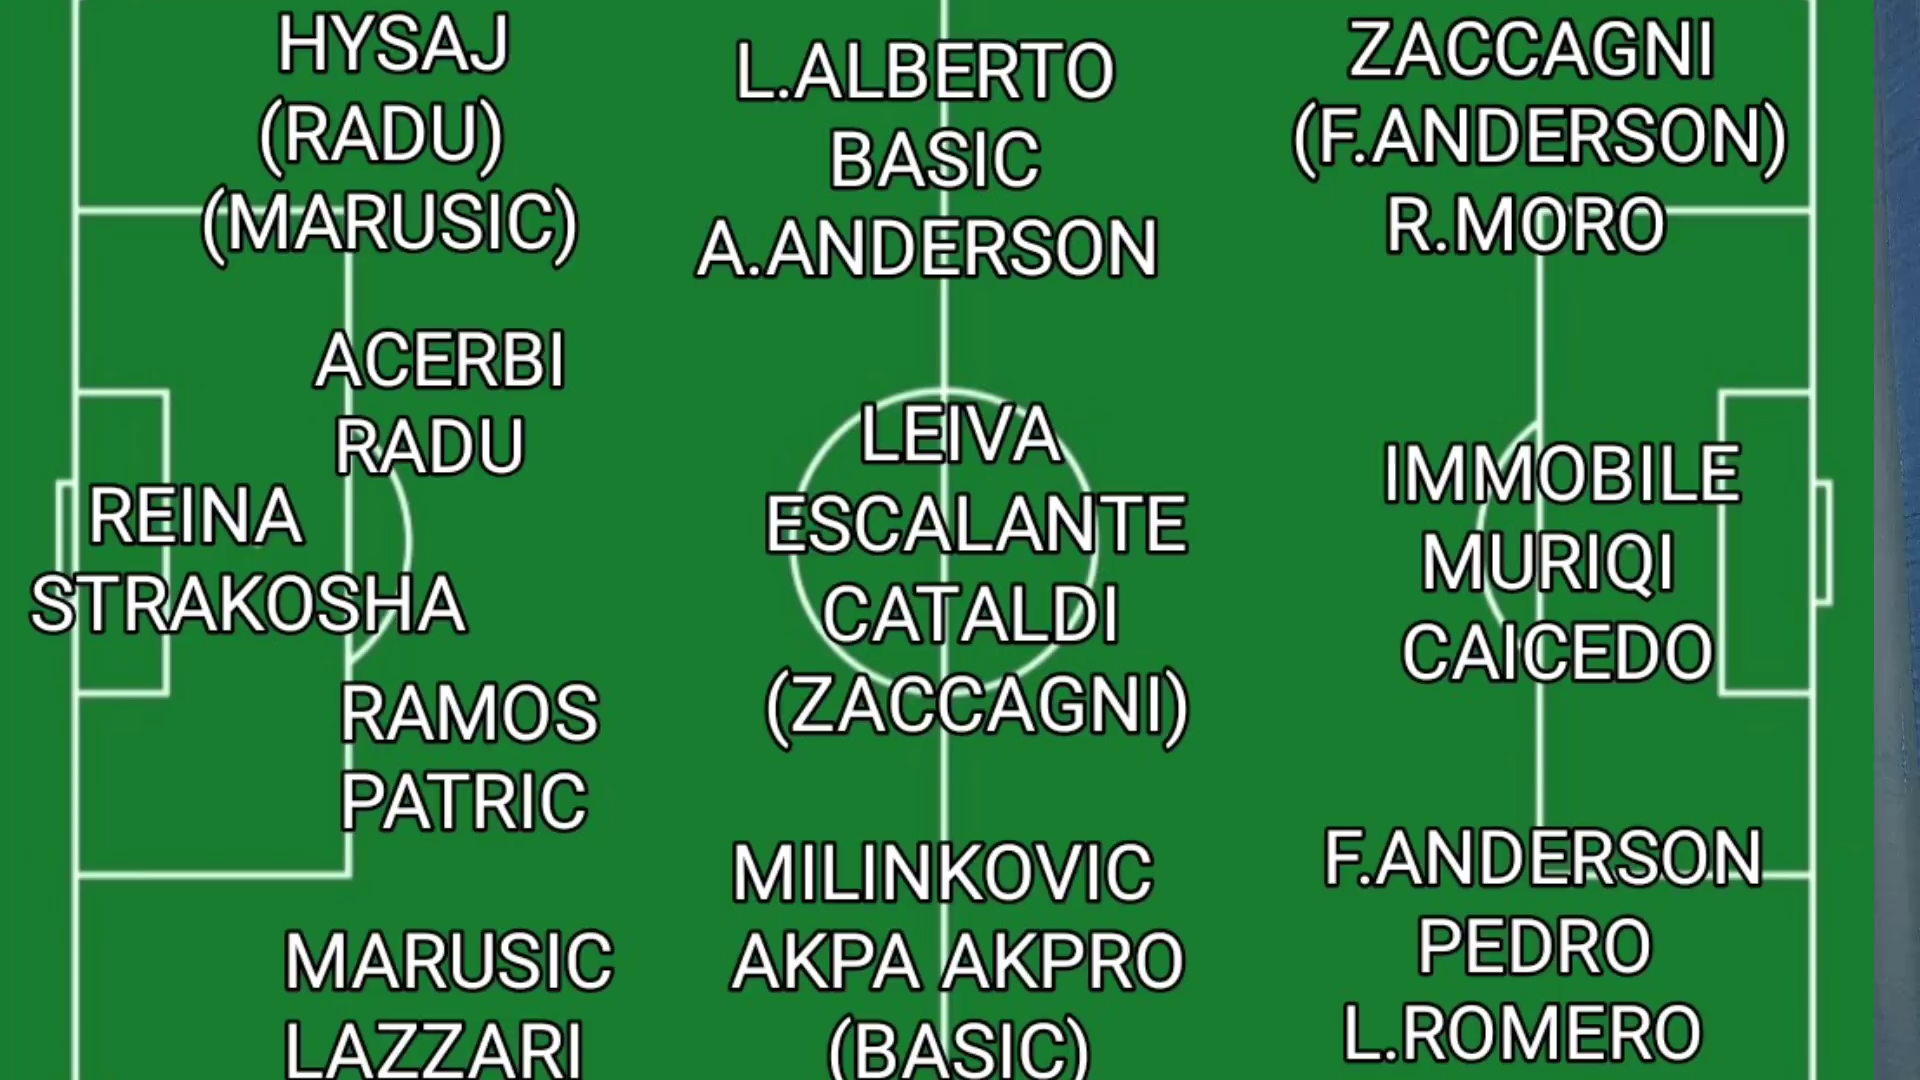 HYSAJ
(RADU)
(MARUSIC)
ACERBI
RADU
REINA
STRAKOSHA
RAMOS
PATRIC
MARUSIC
LAZZARI
L.ALBERTO
BASIC
A.ANDERSON
LEIVA
ESCALANTE
CATALDI
(ZACCAGNI)
MILINKOVIC
AKPA AKPRO
(BASIC)
ZACCAGNI
(F.ANDERSON)
R.MORO
IMMOBILE
MURIQI
CAICEDO
F.ANDERSON
PEDRO
L.ROMERO